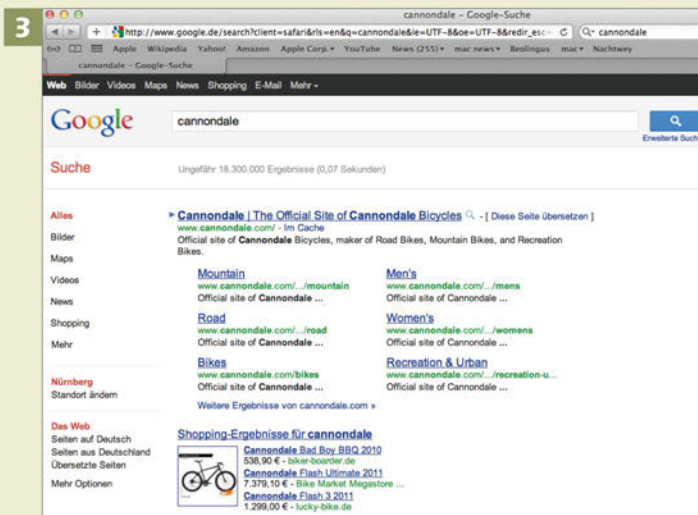 3
cannondale – Google-Suche
http://www.google.de/search?client=safari&rls=en&q=cannondale&ie=UTF-8&oe=UTF-8&redir_esc=
cannondale
Apple Wikipedia Yahoo! Amazon Apple Corp. YouTube News (255) mac news Beolingus mac Nachtwey
cannondale – Google-Suche
Web Bilder Videos Maps News Shopping E-Mail Mehr
Google
cannondale
Erweiterte Such
Suche
Ungefähr 18.300.000 Ergebnisse (0,07 Sekunden)
Alles
Bilder
Maps
Videos
News
Shopping
Mehr
Nürnberg
Standort ändern
Das Web
Seiten auf Deutsch
Seiten aus Deutschland
Übersetzte Seiten
Mehr Optionen
Cannondale | The Official Site of Cannondale Bicycles - [ Diese Seite übersetzen ]
www.cannondale.com/ - Im Cache
Official site of Cannondale Bicycles, maker of Road Bikes, Mountain Bikes, and Recreation
Bikes.
Mountain
www.cannondale.com/.../mountain
Official site of Cannondale ...
Men's
www.cannondale.com/.../mens
Official site of Cannondale ...
Road
www.cannondale.com/.../road
Official site of Cannondale ...
Women's
www.cannondale.com/.../womens
Official site of Cannondale ...
Bikes
www.cannondale.com/bikes
Official site of Cannondale ...
Recreation & Urban
www.cannondale.com/.../recreation-u...
Official site of Cannondale ...
Weitere Ergebnisse von cannondale.com »
Shopping-Ergebnisse für cannondale
Cannondale Bad Boy BBQ 2010
538,90 € - biker-boarder.de
Cannondale Flash Ultimate 2011
7.379,10 € - Bike Market Megastore ...
Cannondale Flash 3 2011
1.299,00 € - lucky-bike.de